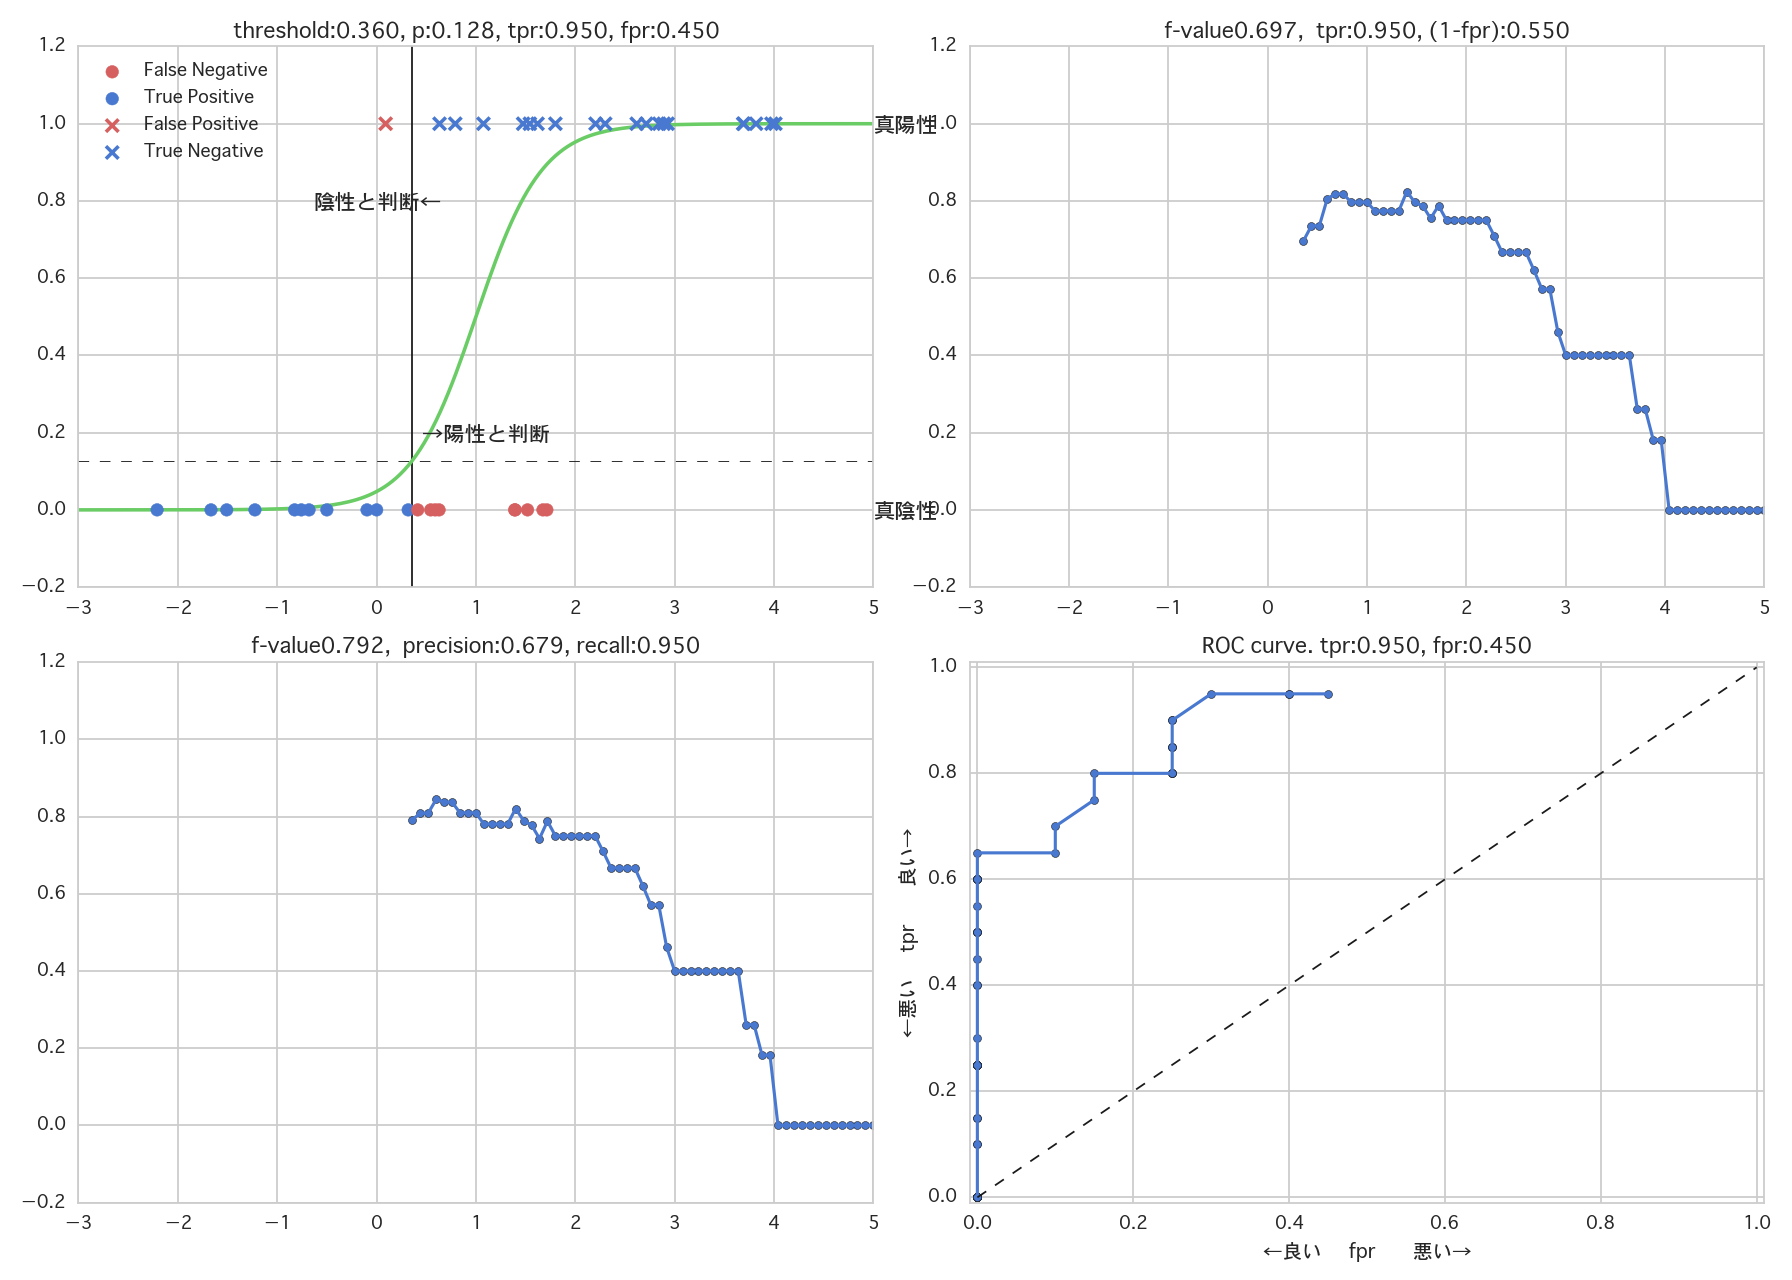 threshold:0.360, p:0.128, tpr:0.950, fpr:0.450
1.2
1.0
0.8
0.6
0.4
0.2
0.0
−0.2
−3 −2 −1 0 1 2 3 4 5
False Negative
True Positive
False Positive
True Negative
陰性と判断←
→陽性と判断
真陽性
真陰性
f-value0.697, tpr:0.950, (1-fpr):0.550
1.2
1.0
0.8
0.6
0.4
0.2
0.0
−0.2
−3 −2 −1 0 1 2 3 4 5
f-value0.792, precision:0.679, recall:0.950
1.2
1.0
0.8
0.6
0.4
0.2
0.0
−0.2
−3 −2 −1 0 1 2 3 4 5
ROC curve. tpr:0.950, fpr:0.450
1.0
0.8
0.6
0.4
0.2
0.0
←悪い tpr 良い→
0.0 0.2 0.4 0.6 0.8 1.0
←良い fpr 悪い→